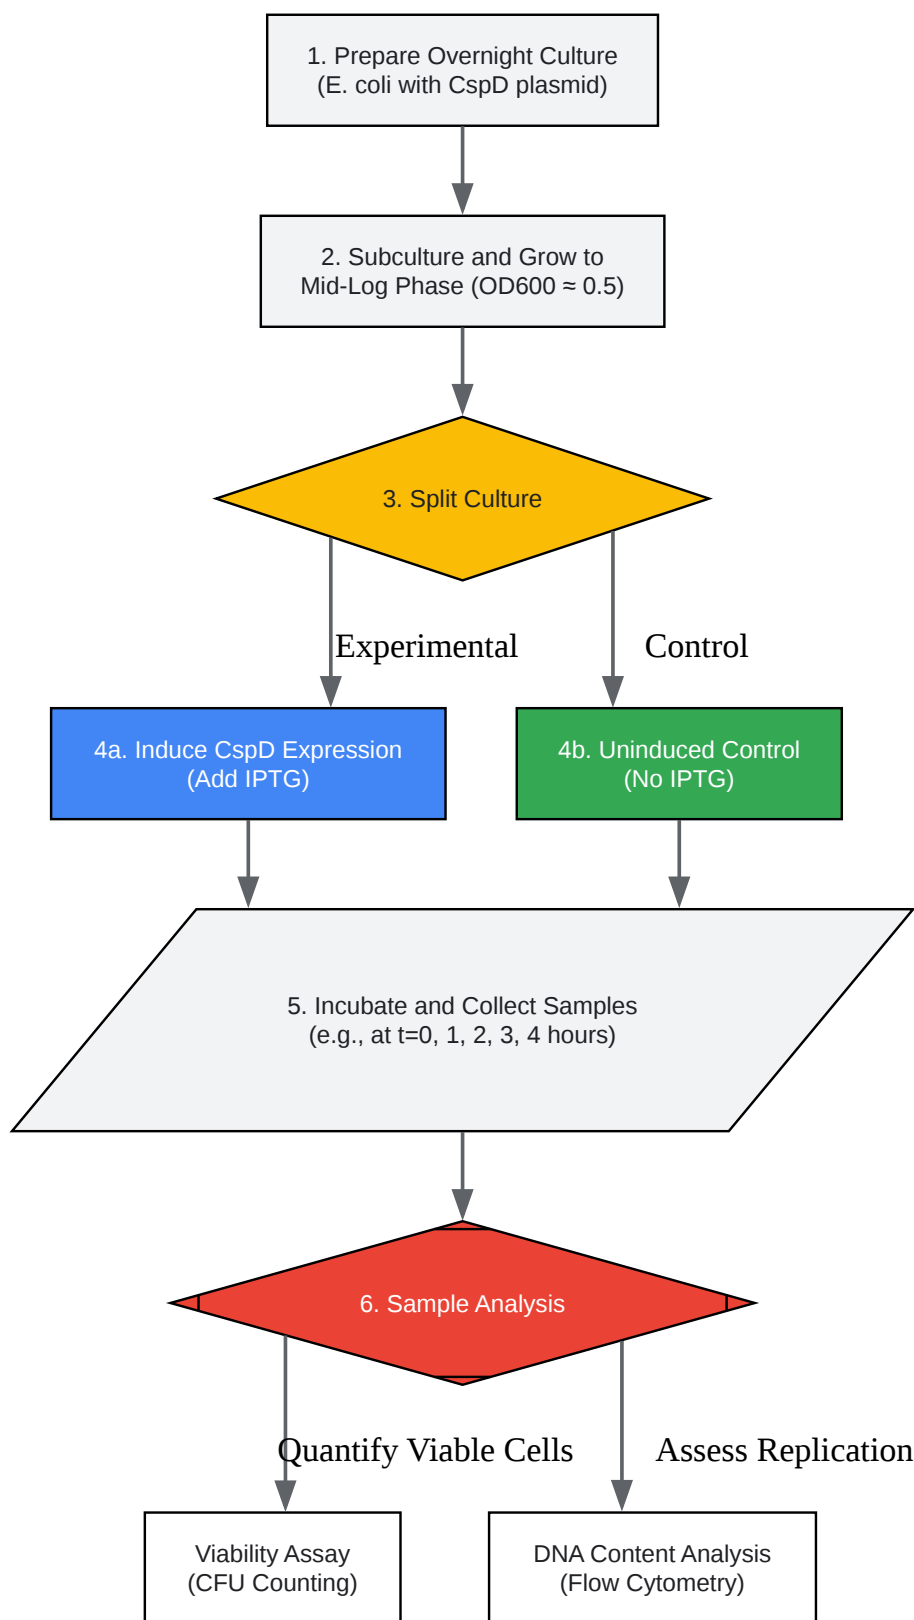 1. Prepare Overnight Culture
(E. coli with CspD plasmid)
2. Subculture and Grow to
Mid-Log Phase (OD600 ≈ 0.5)
3. Split Culture
Experimental
Control
4a. Induce CspD Expression
(Add IPTG)
4b. Uninduced Control
(No IPTG)
5. Incubate and Collect Samples
(e.g., at t=0, 1, 2, 3, 4 hours)
6. Sample Analysis
Quantify Viable Cells
Assess Replication
Viability Assay
(CFU Counting)
DNA Content Analysis
(Flow Cytometry)